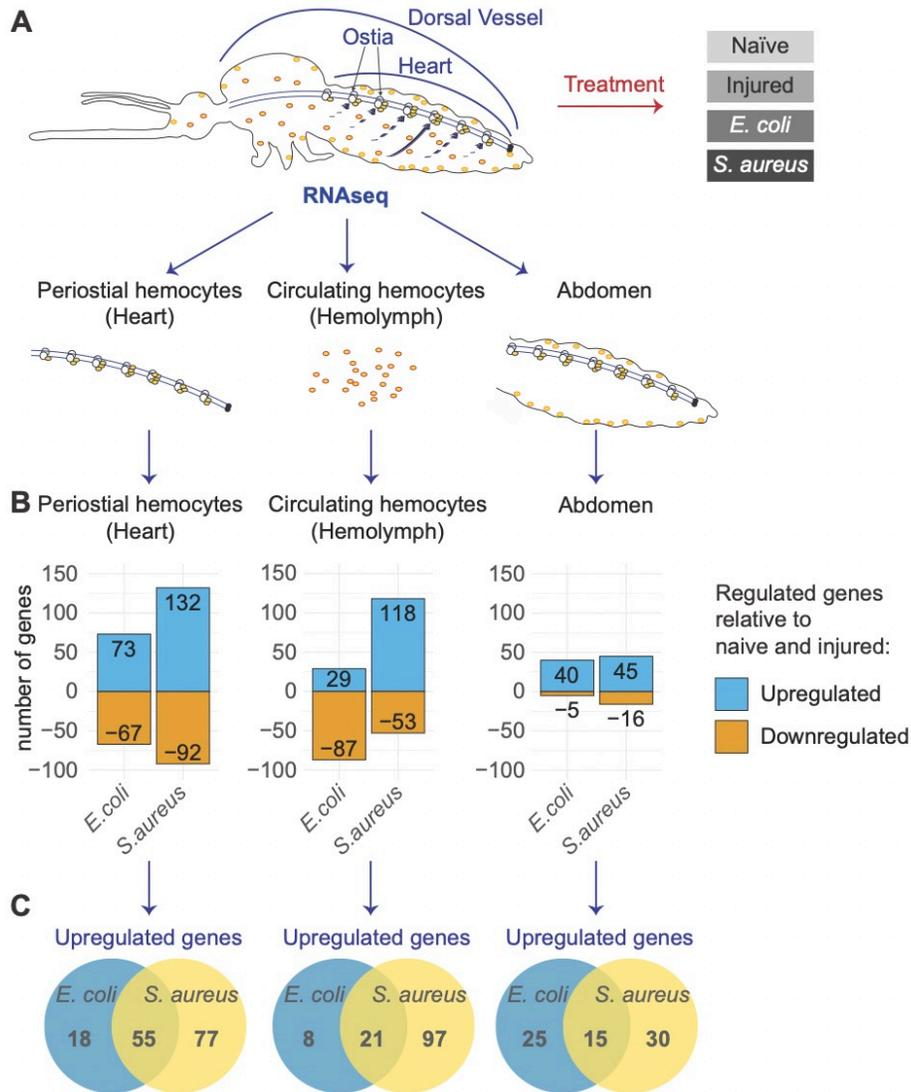 A
Dorsal Vessel
Ostia
Heart
Treatment
Naïve
Injured
E. coli
S. aureus
RNAseq
Periostial hemocytes
(Heart)
Circulating hemocytes
(Hemolymph)
Abdomen
B
Periostial hemocytes
(Heart)
Circulating hemocytes
(Hemolymph)
Abdomen
number of genes
150
100
50
0
−50
−100
73
132
−67
−92
E.coli
S.aureus
150
100
50
0
−50
−100
29
118
−87
−53
E.coli
S.aureus
150
100
50
0
−50
−100
40
45
−5
−16
E.coli
S.aureus
Regulated genes
relative to
naive and injured:
Upregulated
Downregulated
C
Upregulated genes
E. coli S. aureus
18 55 77
Upregulated genes
E. coli S. aureus
8 21 97
Upregulated genes
E. coli S. aureus
25 15 30